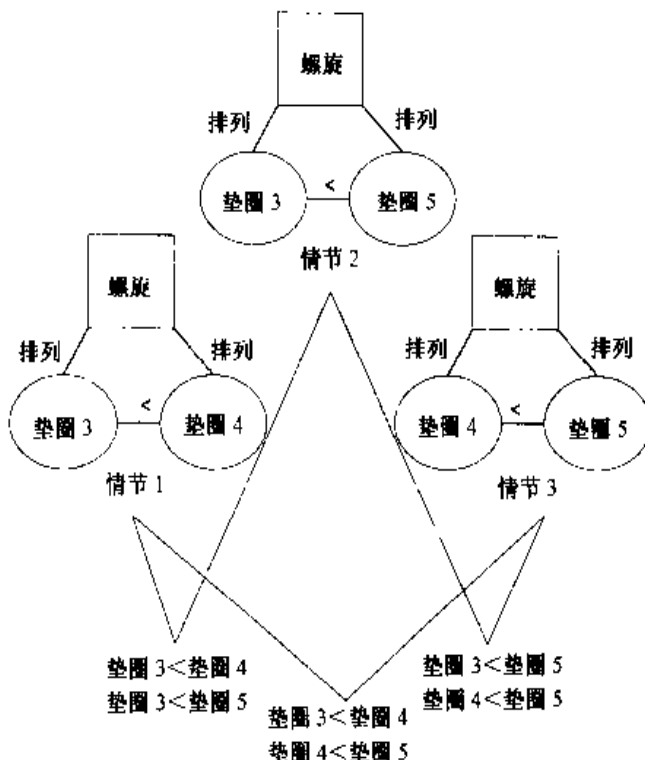 螺旋
排列 排列
垫圈 3 < 垫圈 5
情节 2
螺旋
排列 排列
垫圈 3 < 垫圈 4
情节 1
螺旋
排列 排列
垫圈 4 < 垫圈 5
情节 3
垫圈 3<垫圈 4
垫圈 3<垫圈 5
垫圈 3<垫圈 4
垫圈 4<垫圈 5
垫圈 3<垫圈 5
垫圈 4<垫圈 5